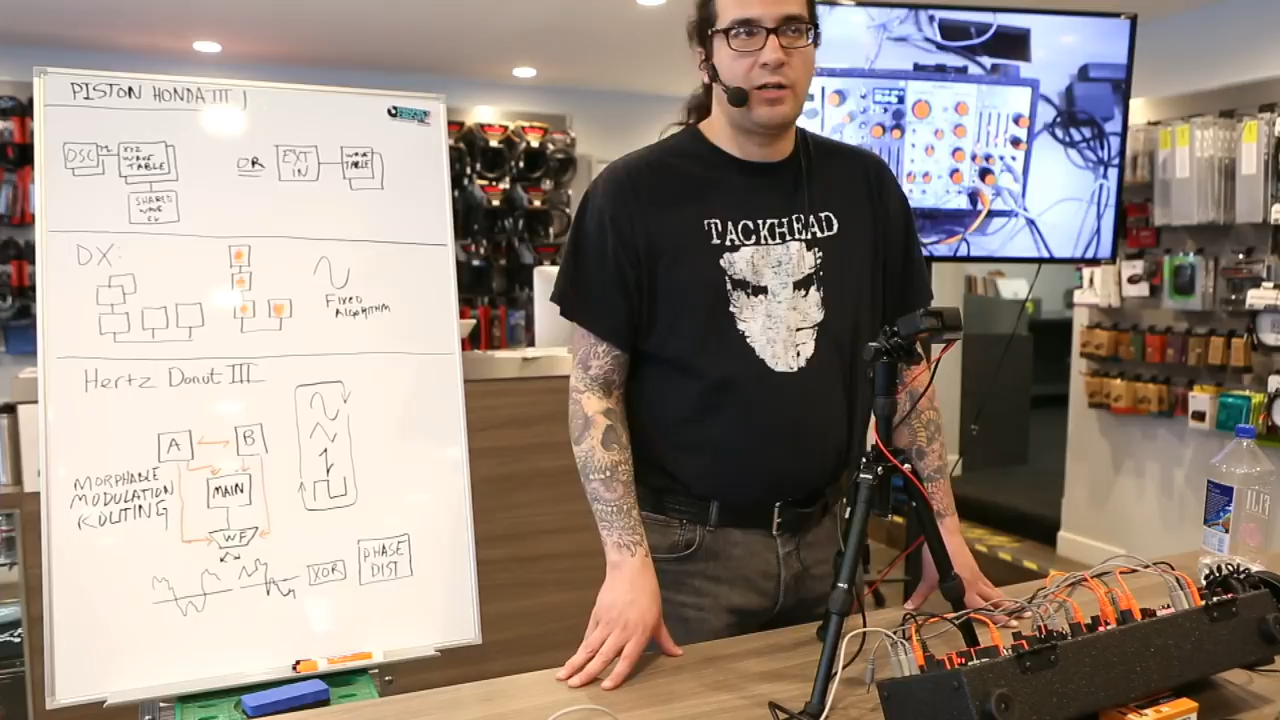 PISTON HONDA III
OSC
XYZ
WAVE
TABLE
SHARED
WAVE
OR
EXT
IN
WAVE
TABLE
DX:
FIXED
ALGORITHM
Hertz Donut III
A
B
MORPHABLE
MODULATION
ROUTING
MAIN
WF
XOR
PHASE
DIST
TACKHEAD
FIJI